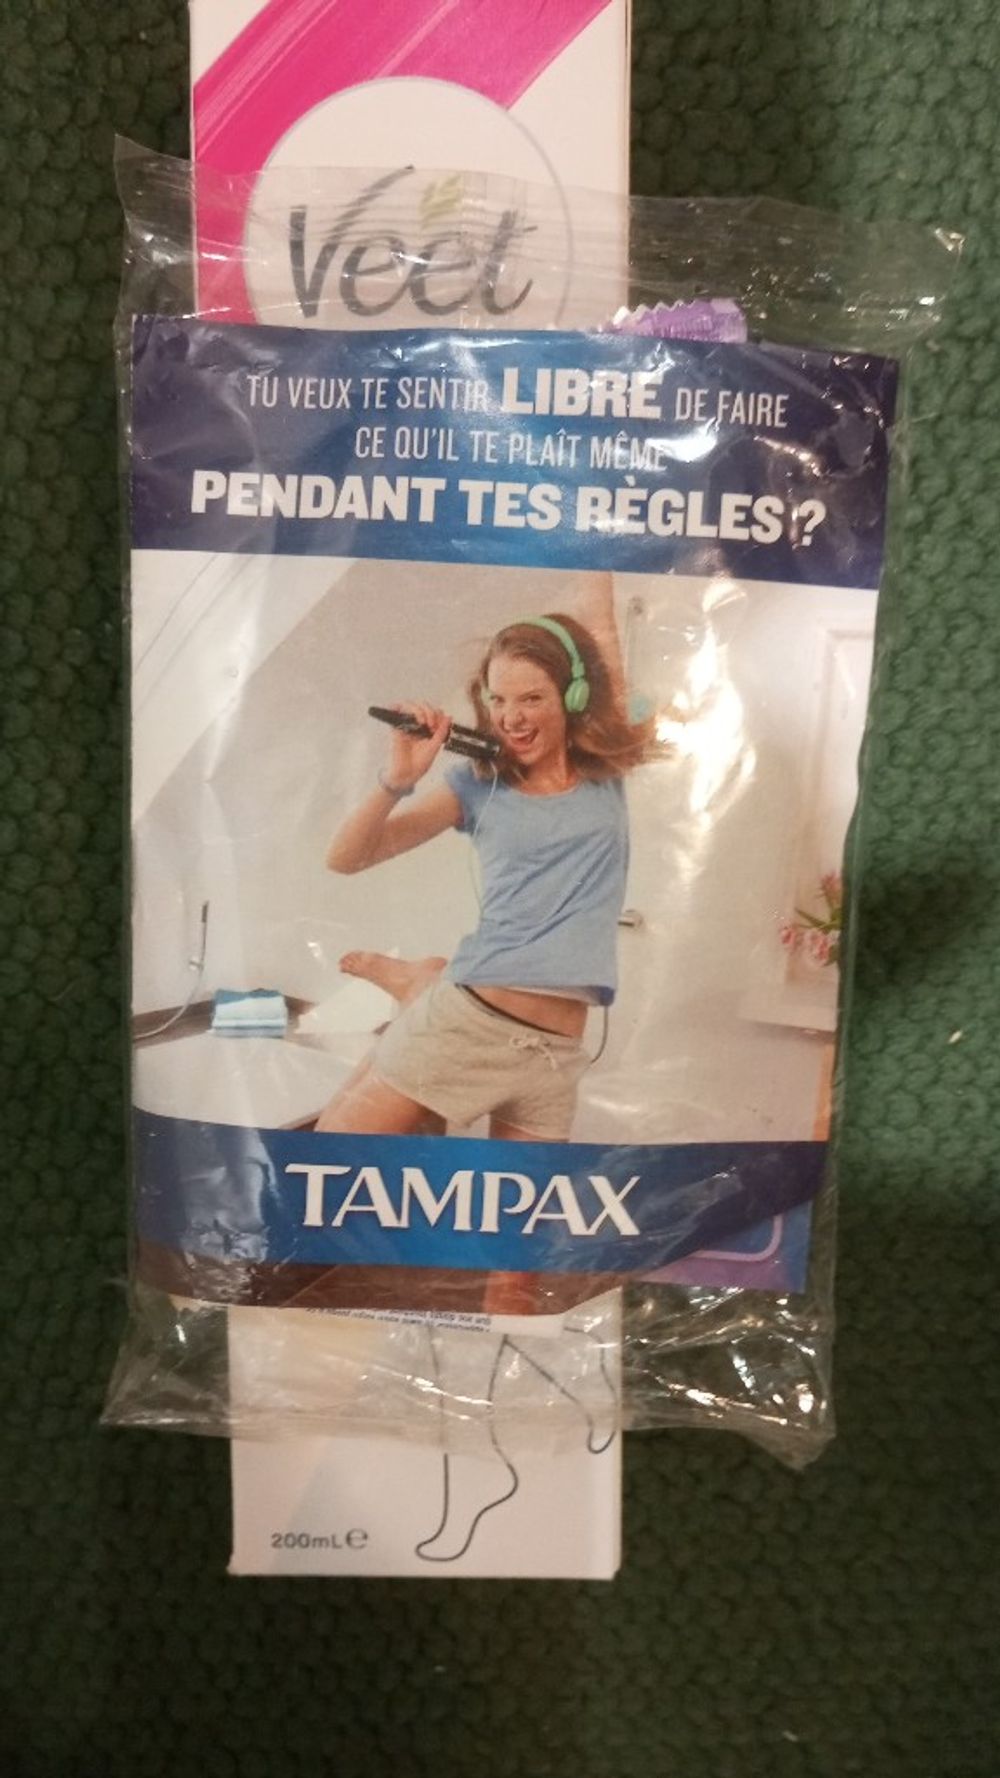 Veet
TU VEUX TE SENTIR LIBRE DE FAIRE
CE QU'IL TE PLAÎT MÊME
PENDANT TES RÈGLES ?
TAMPAX
200mL e